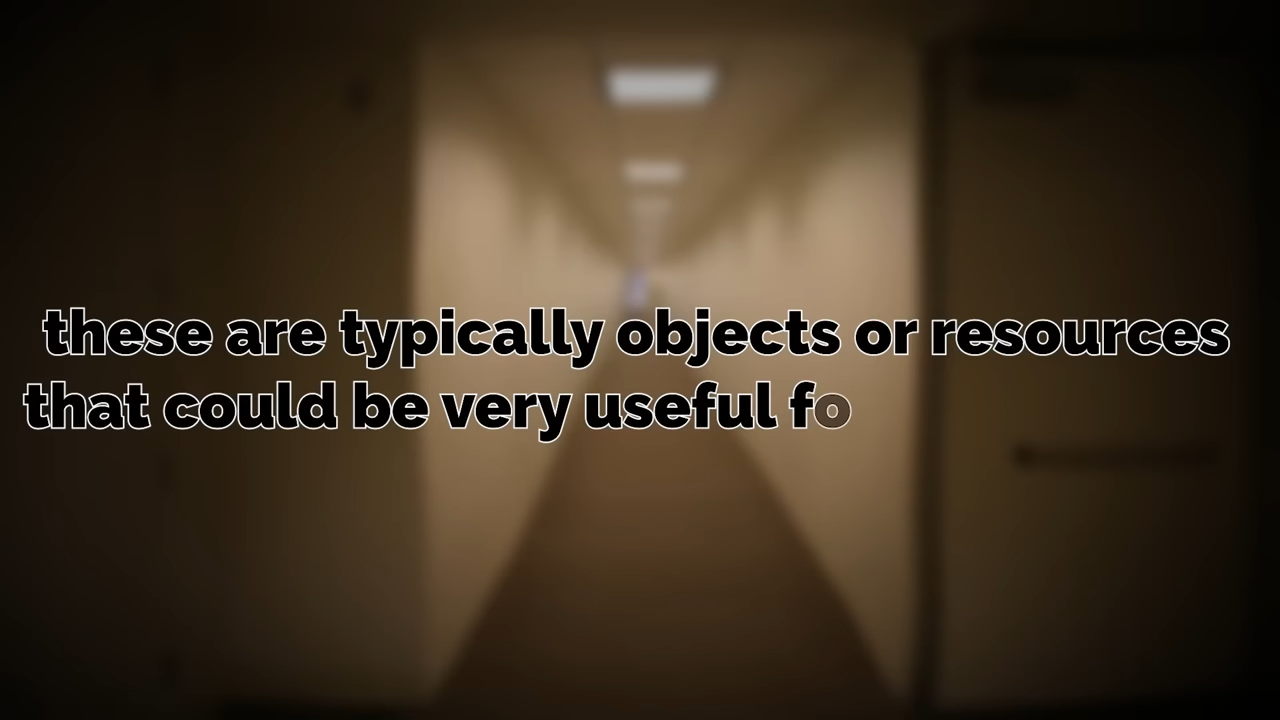 these are typically objects or resources
that could be very useful fo